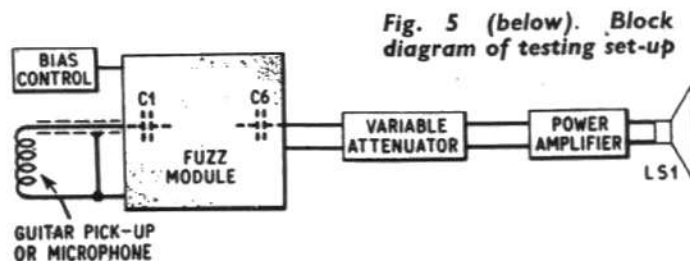 Fig. 5 (below). Block
diagram of testing set-up
BIAS
CONTROL
C1
C6
FUZZ
MODULE
VARIABLE
ATTENUATOR
POWER
AMPLIFIER
LS1
GUITAR PICK-UP
OR MICROPHONE